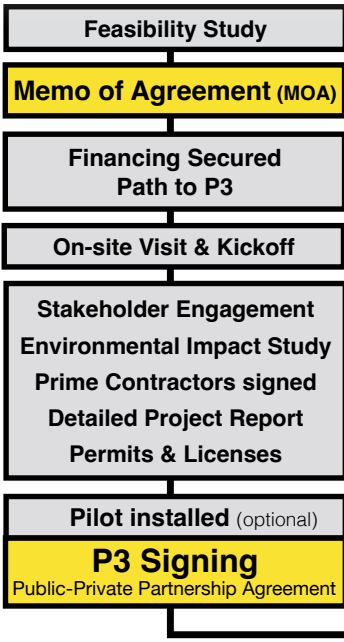 Feasibility Study
Memo of Agreement (MOA)
Financing Secured
Path to P3
On-site Visit & Kickoff
Stakeholder Engagement
Environmental Impact Study
Prime Contractors signed
Detailed Project Report
Permits & Licenses
Pilot installed (optional)
P3 Signing
Public-Private Partnership Agreement